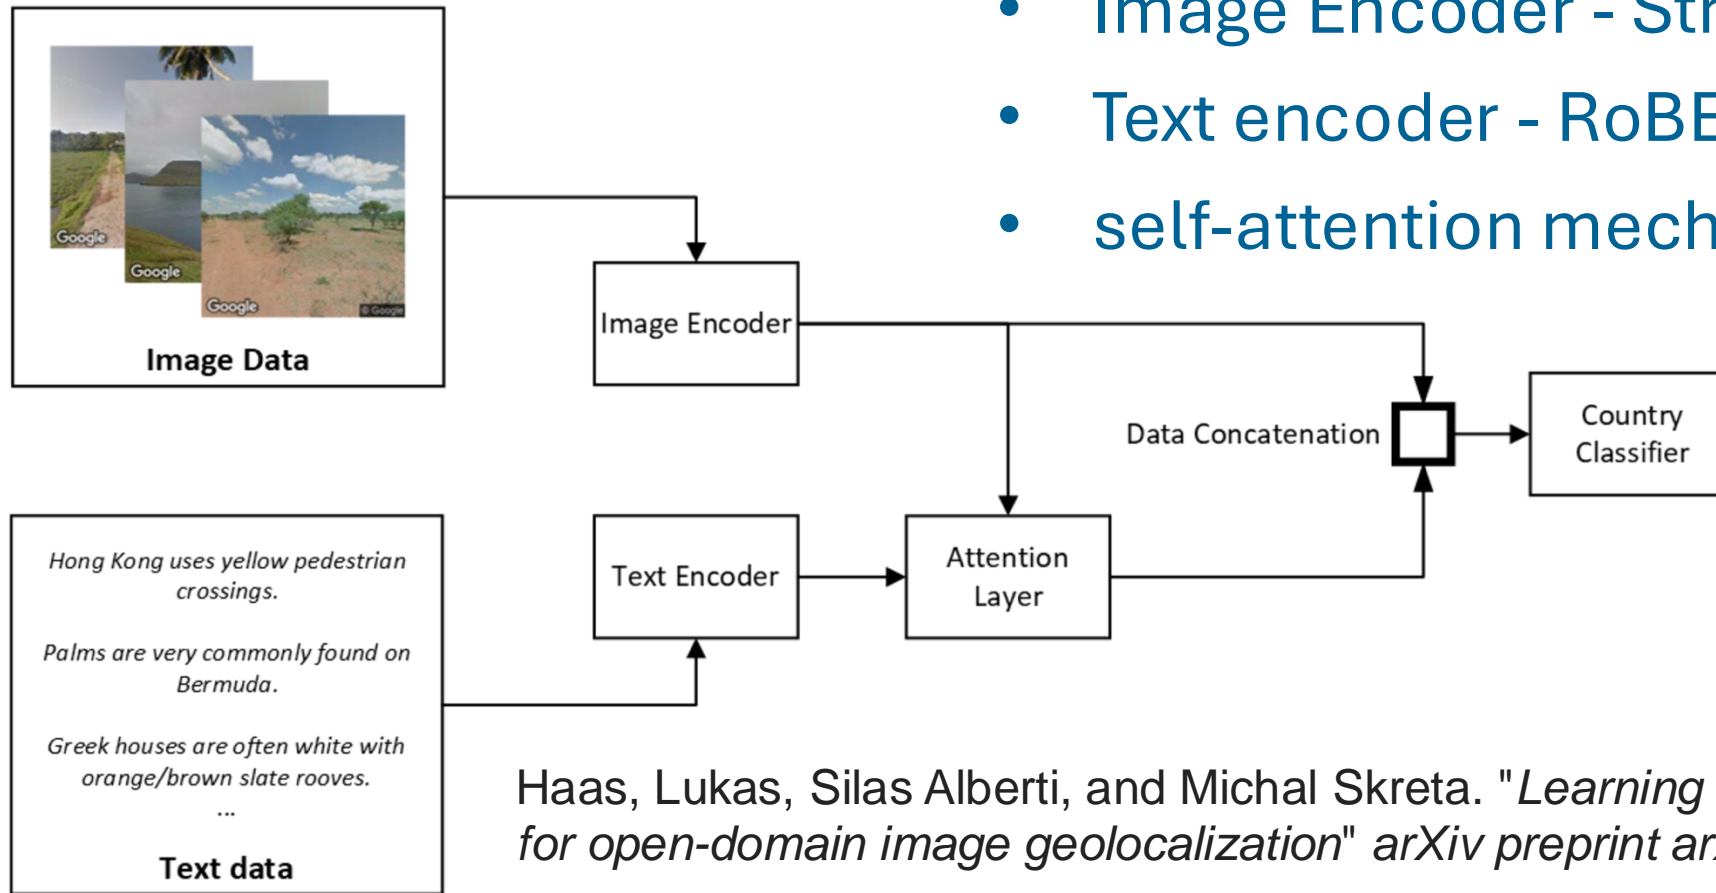 • Image Encoder - Str
• Text encoder - RoBE
• self-attention mech
Google
Google
Google
© Google
Image Data
Image Encoder
Data Concatenation
Country
Classifier
Hong Kong uses yellow pedestrian
crossings.
Palms are very commonly found on
Bermuda.
Greek houses are often white with
orange/brown slate rooves.
...
Text data
Text Encoder
Attention
Layer
Haas, Lukas, Silas Alberti, and Michal Skreta. "Learning
for open-domain image geolocalization" arXiv preprint ar